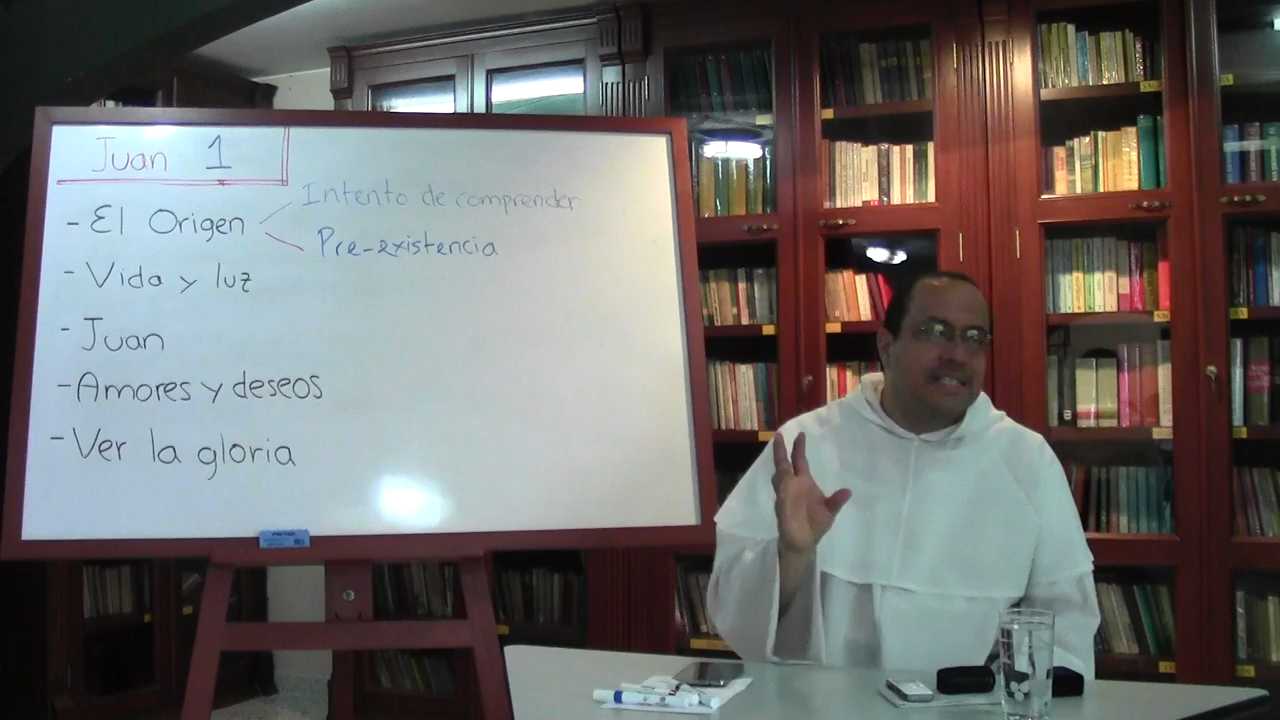 Juan 1
- El Origen
Intento de comprender
Pre-existencia
- Vida y luz
- Juan
- Amores y deseos
- Ver la gloria